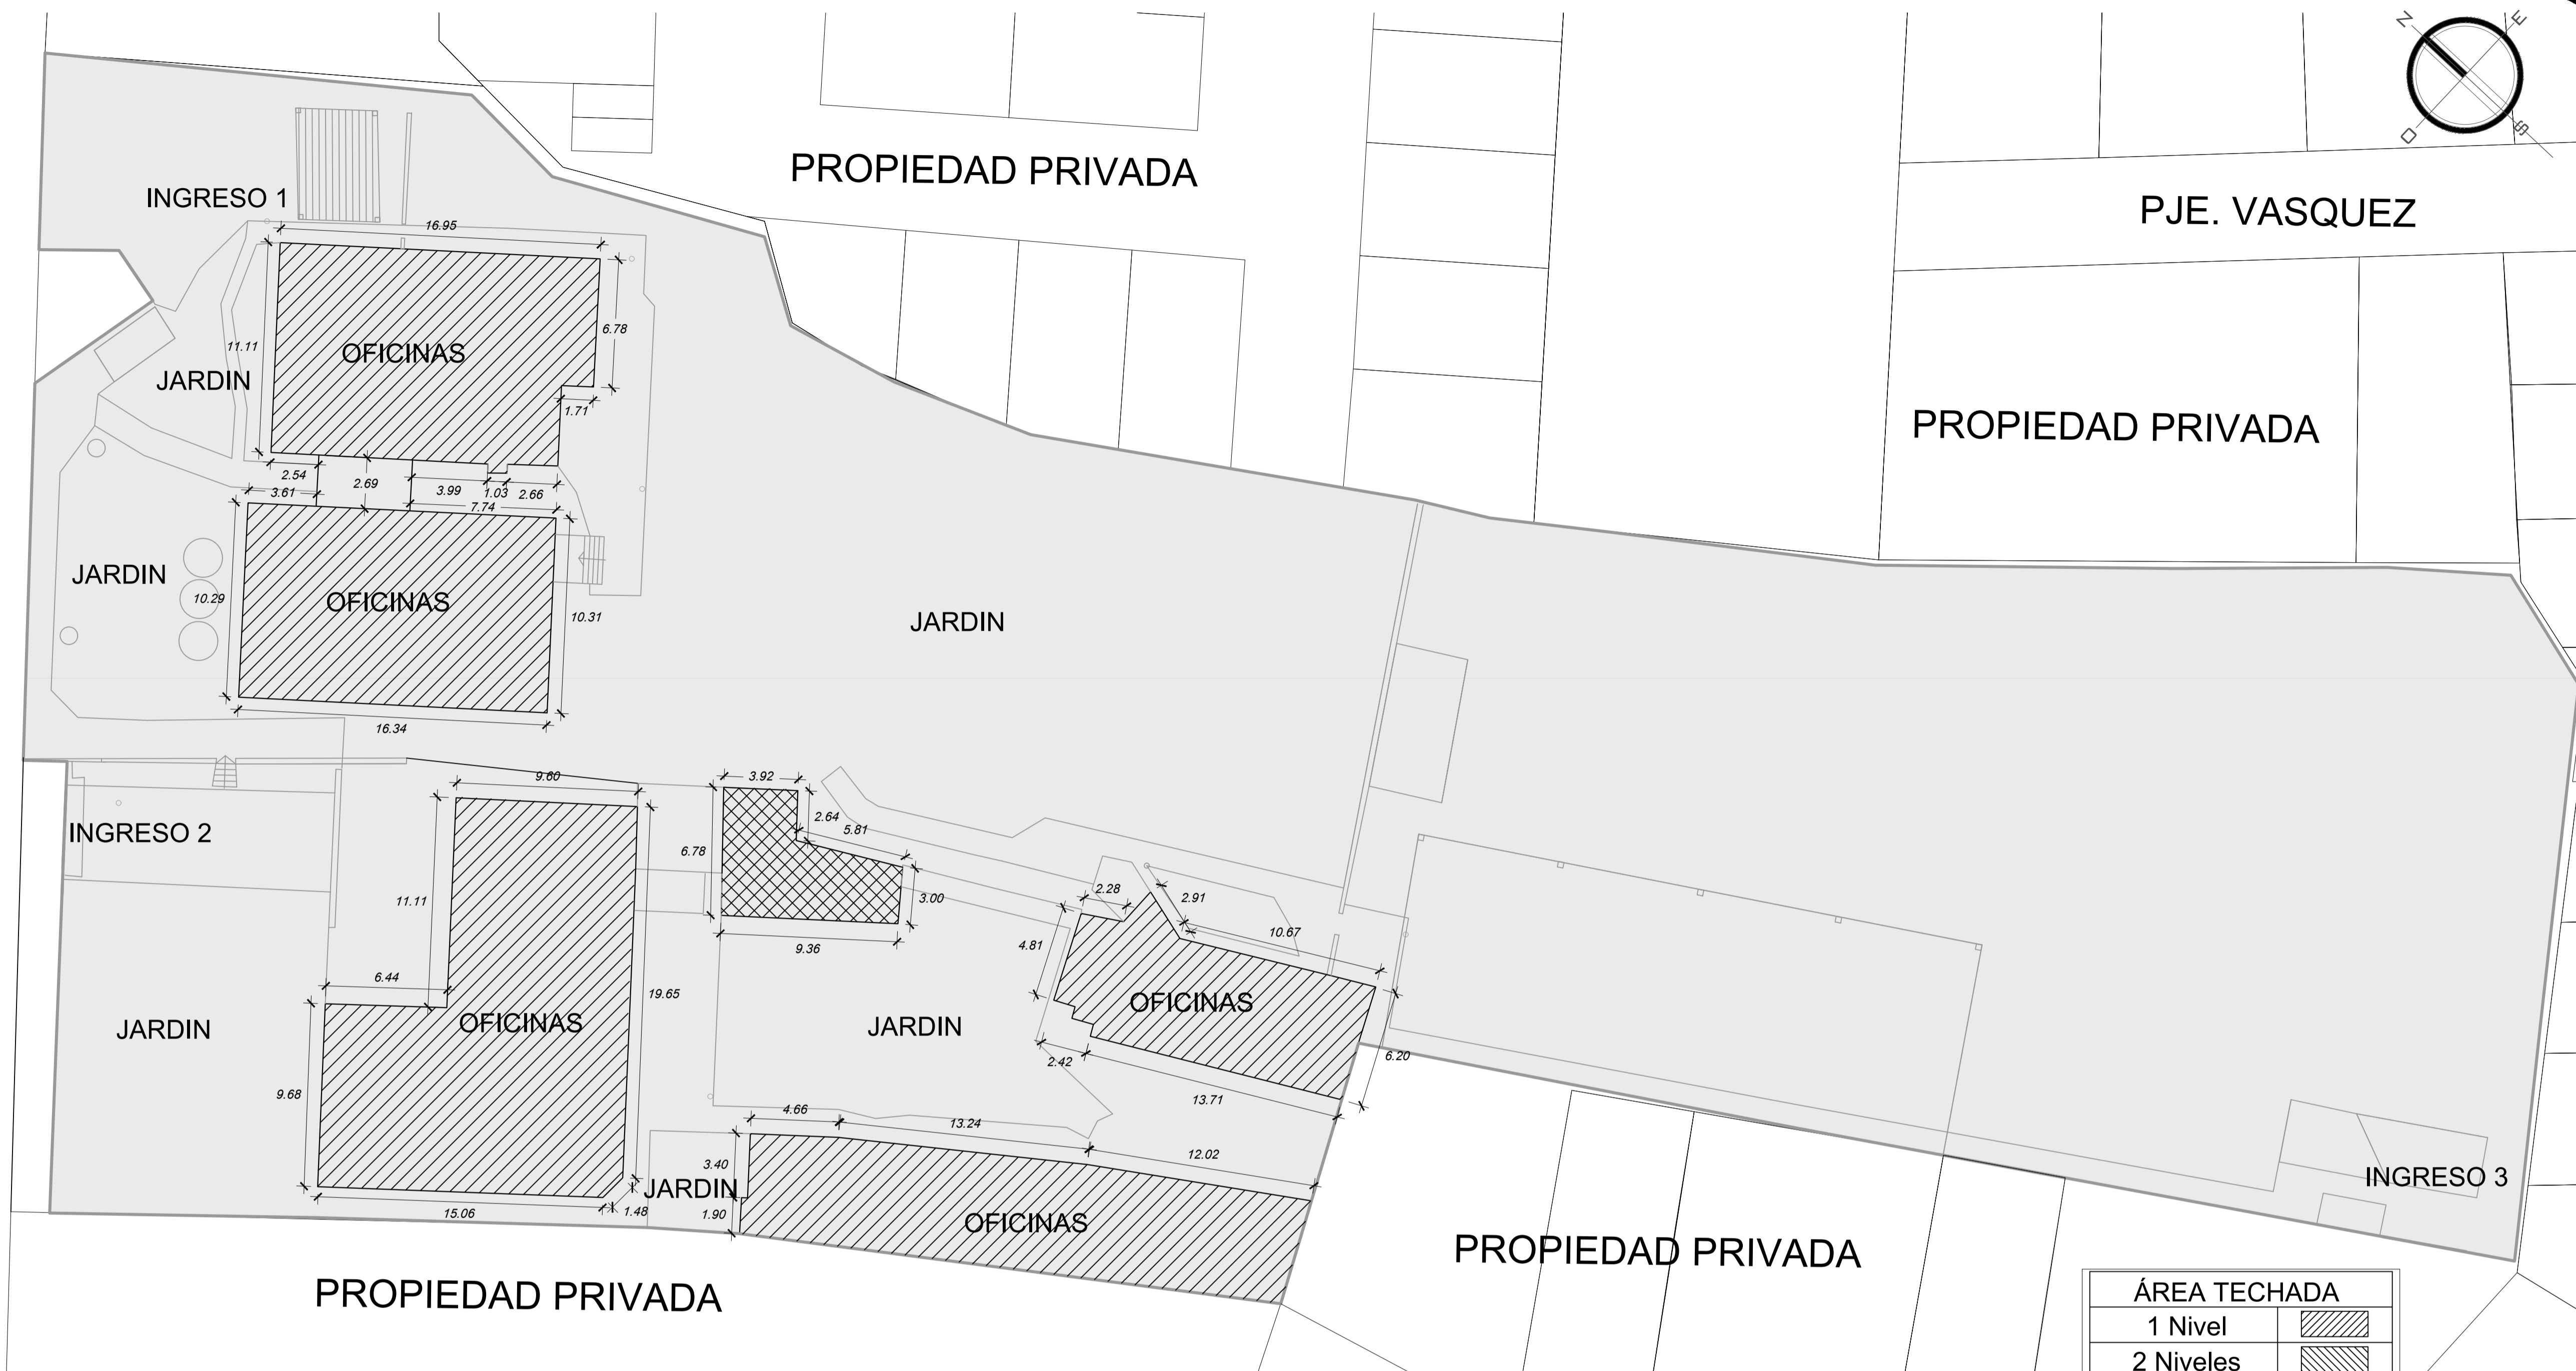 N
E
O
S
PROPIEDAD PRIVADA
PJE. VASQUEZ
INGRESO 1
16.95
6.78
11.11
OFICINAS
JARDIN
1.71
PROPIEDAD PRIVADA
2.54
2.69
3.99
1.03
2.66
3.61
7.74
JARDIN
10.29
OFICINAS
10.31
JARDIN
16.34
9.60
3.92
2.64
5.81
INGRESO 2
6.78
11.11
3.00
2.28
2.91
9.36
4.81
10.67
6.44
19.65
OFICINAS
JARDIN
OFICINAS
JARDIN
2.42
6.20
9.68
13.71
4.66
13.24
12.02
3.40
JARDIN
INGRESO 3
15.06
1.48
1.90
OFICINAS
PROPIEDAD PRIVADA
PROPIEDAD PRIVADA
ÁREA TECHADA
1 Nivel
2 Niveles